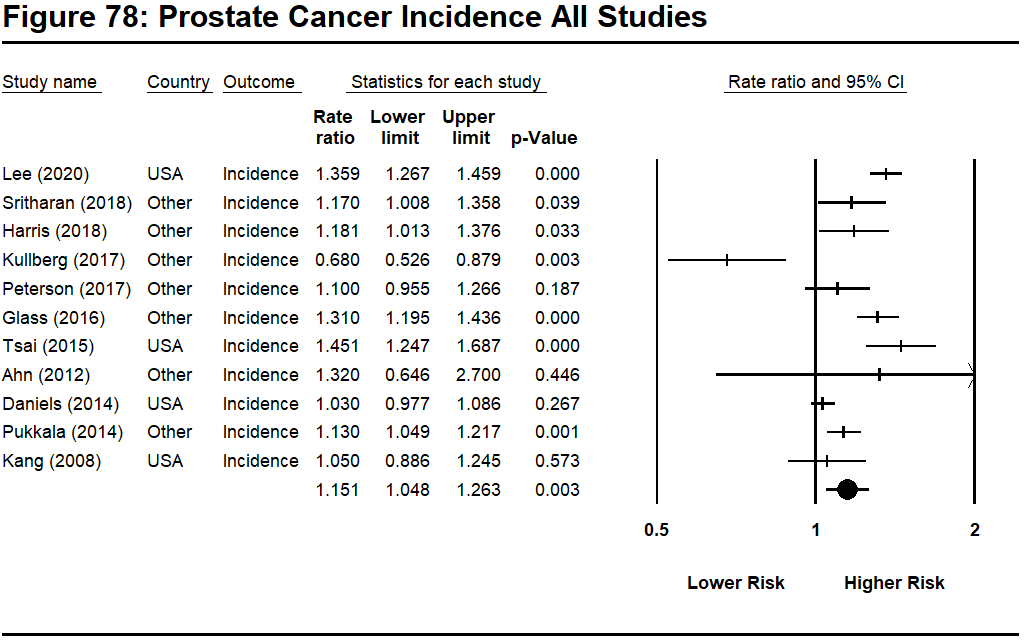 Figure 78: Prostate Cancer Incidence All Studies
Study name Country Outcome Statistics for each study Rate ratio and 95% CI
Rate Lower Upper
ratio limit limit p-Value
Lee (2020) USA Incidence 1.359 1.267 1.459 0.000
Sritharan (2018) Other Incidence 1.170 1.008 1.358 0.039
Harris (2018) Other Incidence 1.181 1.013 1.376 0.033
Kullberg (2017) Other Incidence 0.680 0.526 0.879 0.003
Peterson (2017) Other Incidence 1.100 0.955 1.266 0.187
Glass (2016) Other Incidence 1.310 1.195 1.436 0.000
Tsai (2015) USA Incidence 1.451 1.247 1.687 0.000
Ahn (2012) Other Incidence 1.320 0.646 2.700 0.446
Daniels (2014) USA Incidence 1.030 0.977 1.086 0.267
Pukkala (2014) Other Incidence 1.130 1.049 1.217 0.001
Kang (2008) USA Incidence 1.050 0.886 1.245 0.573
1.151 1.048 1.263 0.003
0.5 1 2
Lower Risk Higher Risk